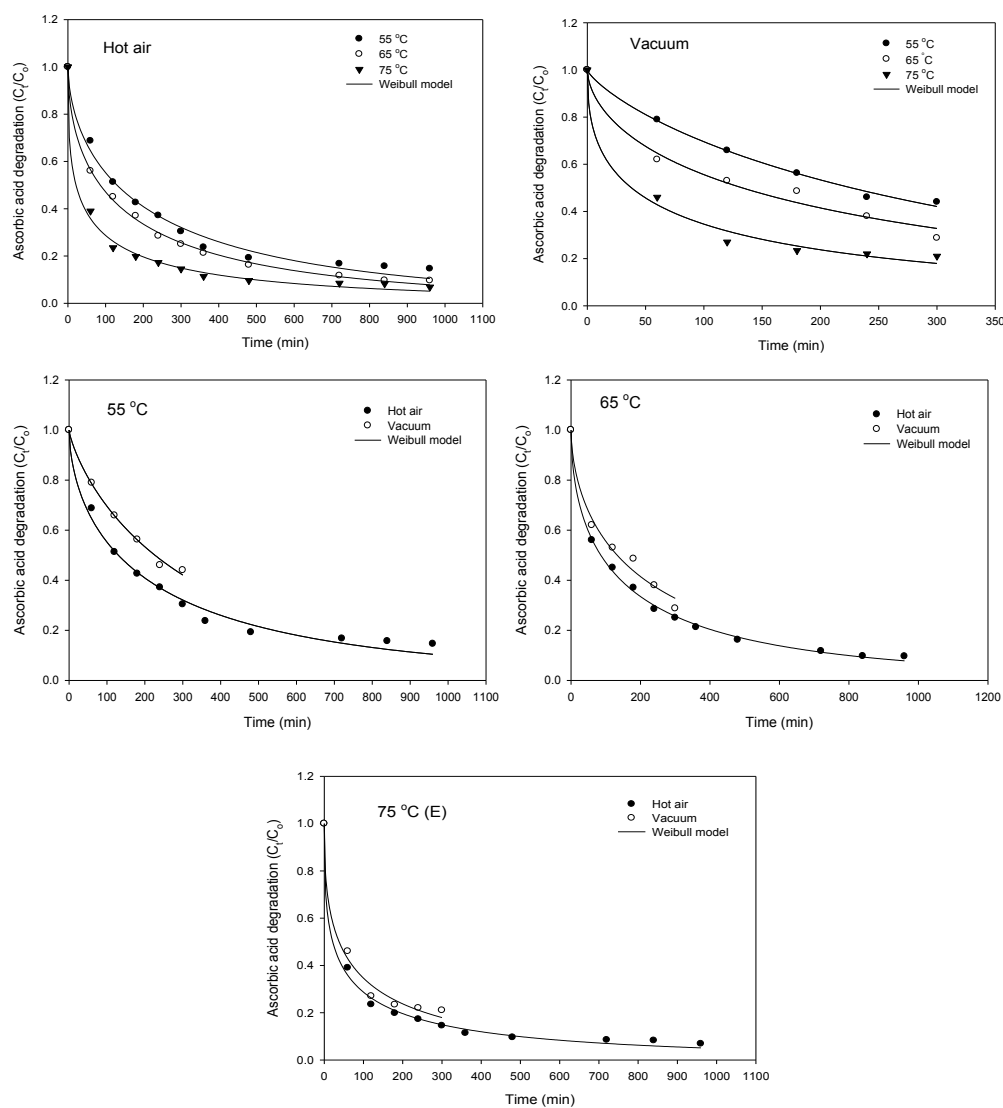 Hot air
55 °C
65 °C
75 °C
Weibull model
Ascorbic acid degradation (Ct/Co)
1.2
1.0
0.8
0.6
0.4
0.2
0.0
0 100 200 300 400 500 600 700 800 900 1000 1100
Time (min)
Vacuum
55 °C
65 °C
75 °C
Weibull model
Ascorbic acid degradation (Ct/Co)
1.2
1.0
0.8
0.6
0.4
0.2
0.0
0 50 100 150 200 250 300 350
Time (min)
55 °C
Hot air
Vacuum
Weibull model
Ascorbic acid degradation (Ct/Co)
1.2
1.0
0.8
0.6
0.4
0.2
0.0
0 100 200 300 400 500 600 700 800 900 1000 1100
Time (min)
65 °C
Hot air
Vacuum
Weibull model
Ascorbic acid degradation (Ct/Co)
1.2
1.0
0.8
0.6
0.4
0.2
0.0
0 200 400 600 800 1000 1200
Time (min)
75 °C (E)
Hot air
Vacuum
Weibull model
Ascorbic acid degradation (Ct/Co)
1.2
1.0
0.8
0.6
0.4
0.2
0.0
0 100 200 300 400 500 600 700 800 900 1000 1100
Time (min)